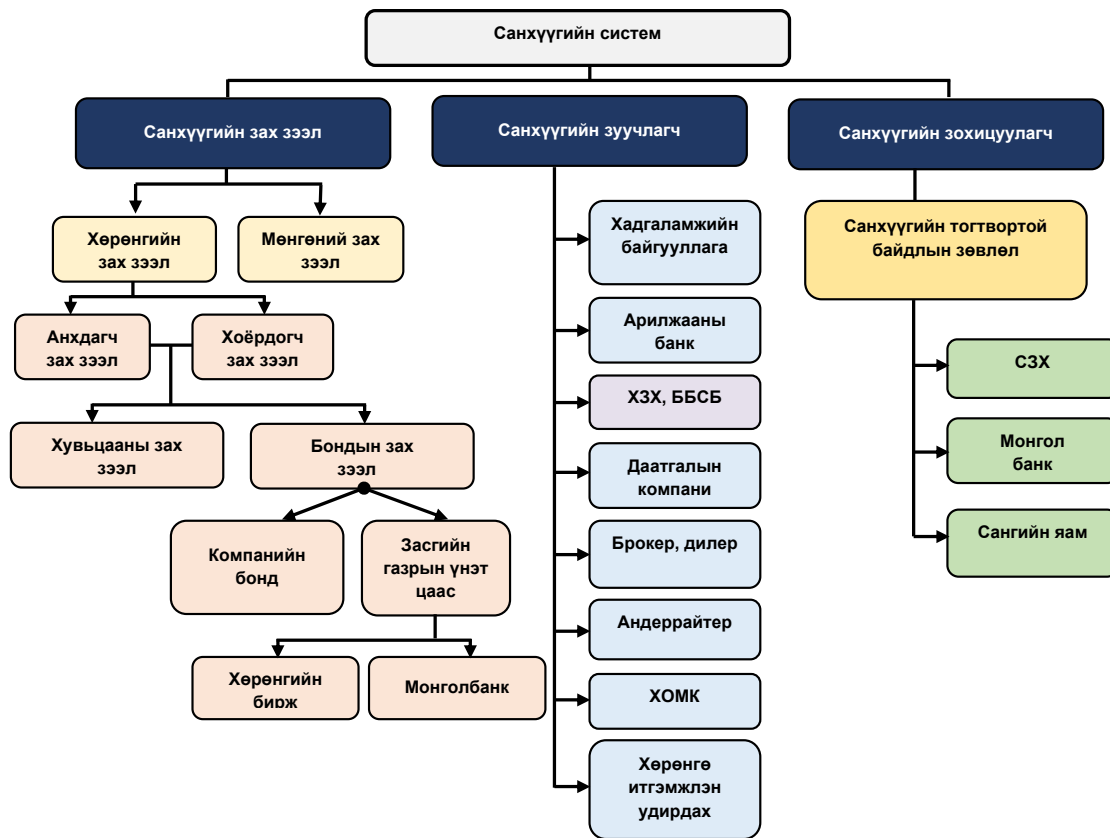 Санхүүгийн систем
Санхүүгийн зах зээл
Санхүүгийн зуучлагч
Санхүүгийн зохицуулагч
Хөрөнгийн
зах зээл
Мөнгөний зах
зээл
Анхдагч
зах зээл
Хоёрдогч
зах зээл
Хувьцааны зах
зээл
Бондын зах
зээл
Компанийн
бонд
Засгийн
газрын үнэт
цаас
Хөрөнгийн
бирж
Монголбанк
Хадгаламжийн
байгууллага
Арилжааны
банк
ХЗХ, ББСБ
Даатгалын
компани
Брокер, дилер
Андеррайтер
ХОМК
Хөрөнгө
итгэмжлэн
удирдах
Санхүүгийн тогтвортой
байдлын зөвлөл
СЗХ
Монгол
банк
Сангийн яам